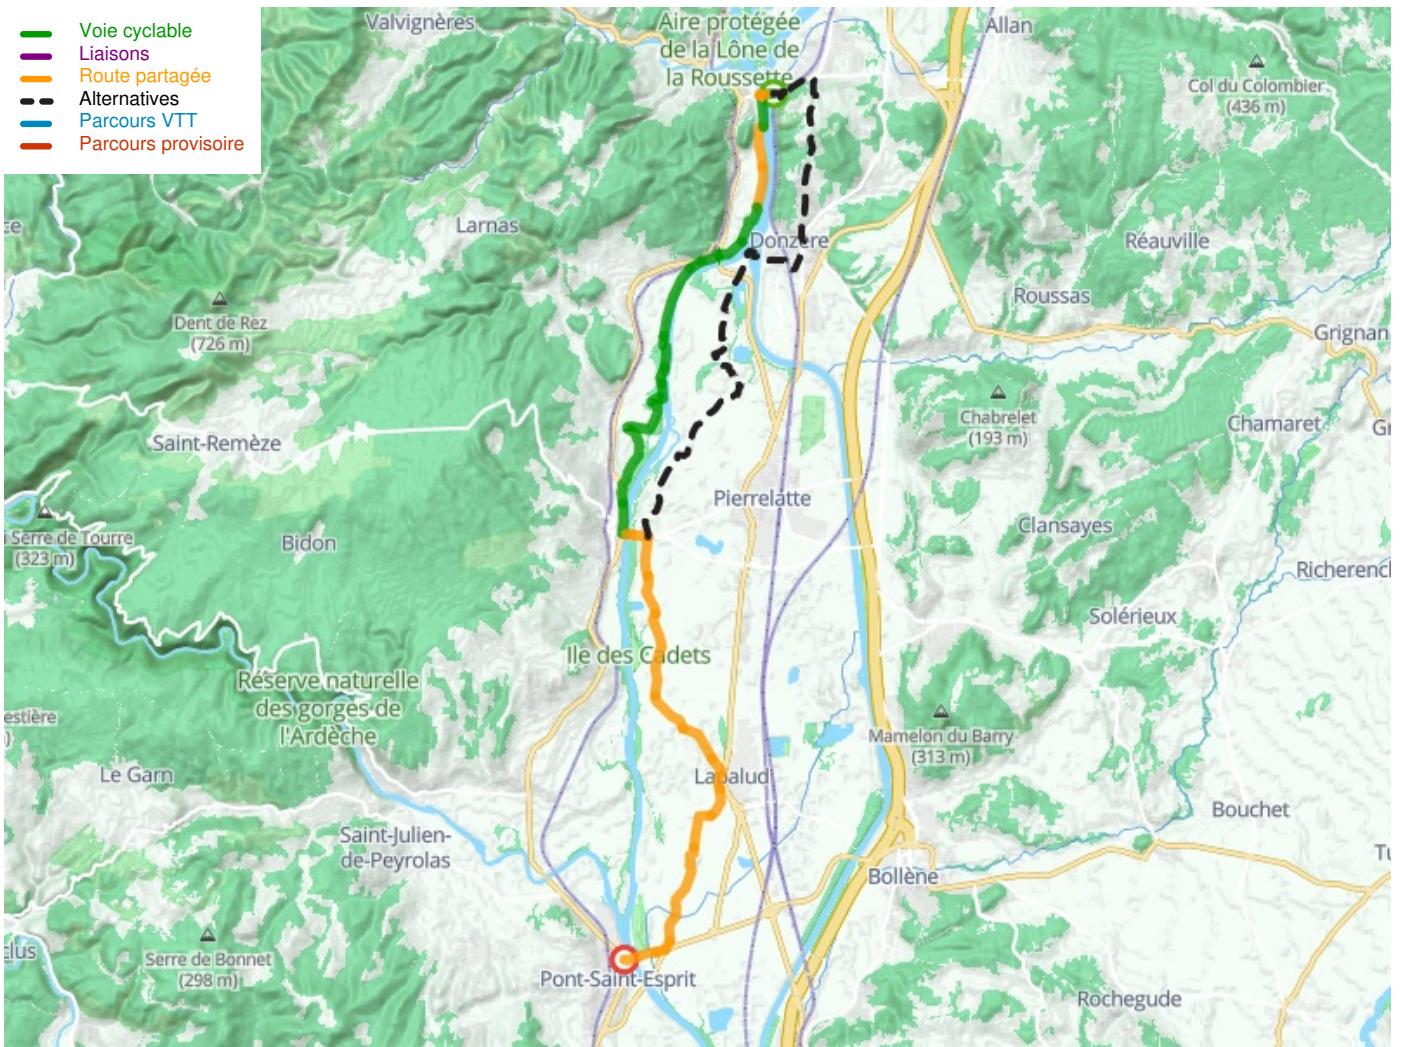 Voie cyclable
Liaisons
Route partagée
Alternatives
Parcours VTT
Parcours provisoire
Valvignères
Aire protégée
de la Lône de
la Roussette
Allan
Col du Colombier
(436 m)
Larnas
Donzère
Réauville
Roussas
Dent de Rez
(726 m)
Grignan
Chabrelet
(193 m)
Chamaret
Saint-Remèze
Pierrelatte
Serre de Tourre
(323 m)
Bidon
Clansayes
Richerencl
Solérieux
Ile des Cadets
Réserve naturelle
des gorges de
l'Ardèche
estière
Mamelon du Barry
(313 m)
Le Garn
Lapalud
Bouchet
Saint-Julien-
de-Peyrolas
Bollène
clus
Serre de Bonnet
(298 m)
Pont-Saint-Esprit
Rochegude